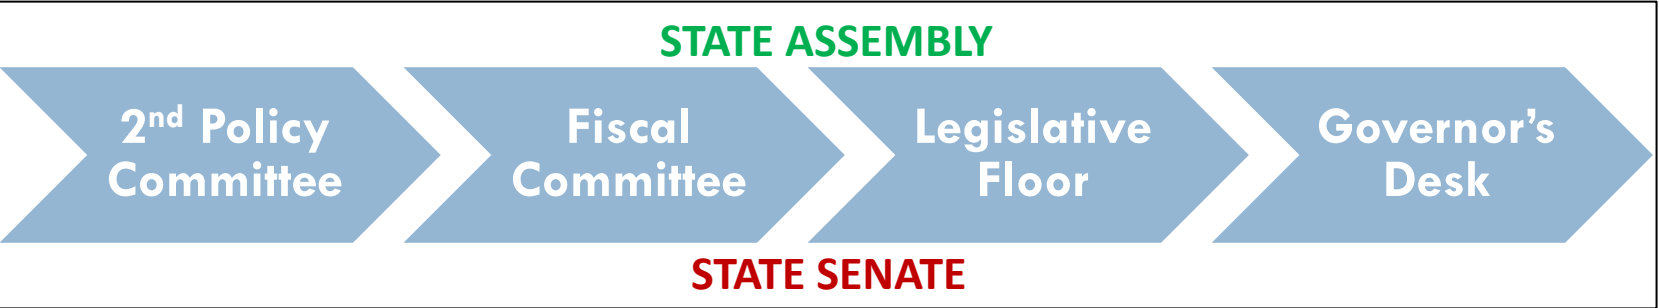 STATE ASSEMBLY
2nd Policy
Committee
Fiscal
Committee
Legislative
Floor
Governor’s
Desk
STATE SENATE